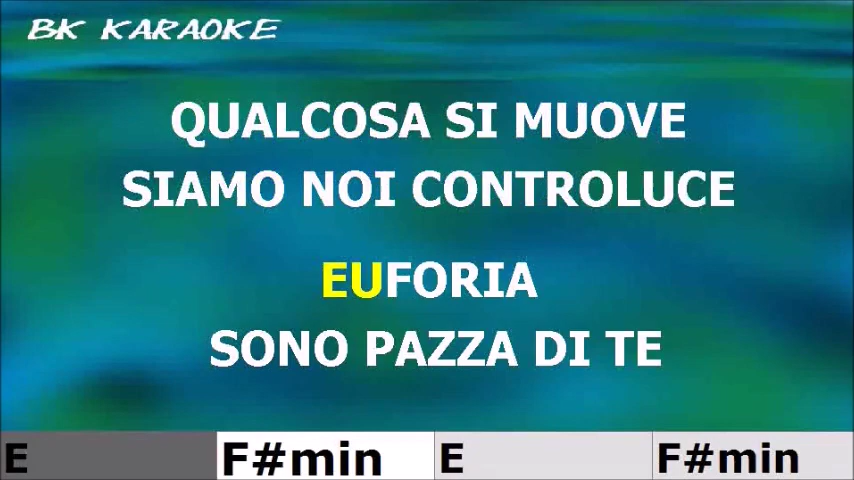 BK KARAOKE
QUALCOSA SI MUOVE
SIAMO NOI CONTROLUCE
EUFORIA
SONO PAZZA DI TE
E F#min E F#min